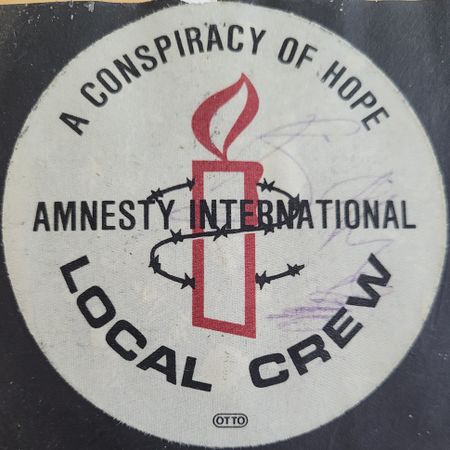 A CONSPIRACY OF HOPE
AMNESTY INTERNATIONAL
LOCAL CREW
OTTO